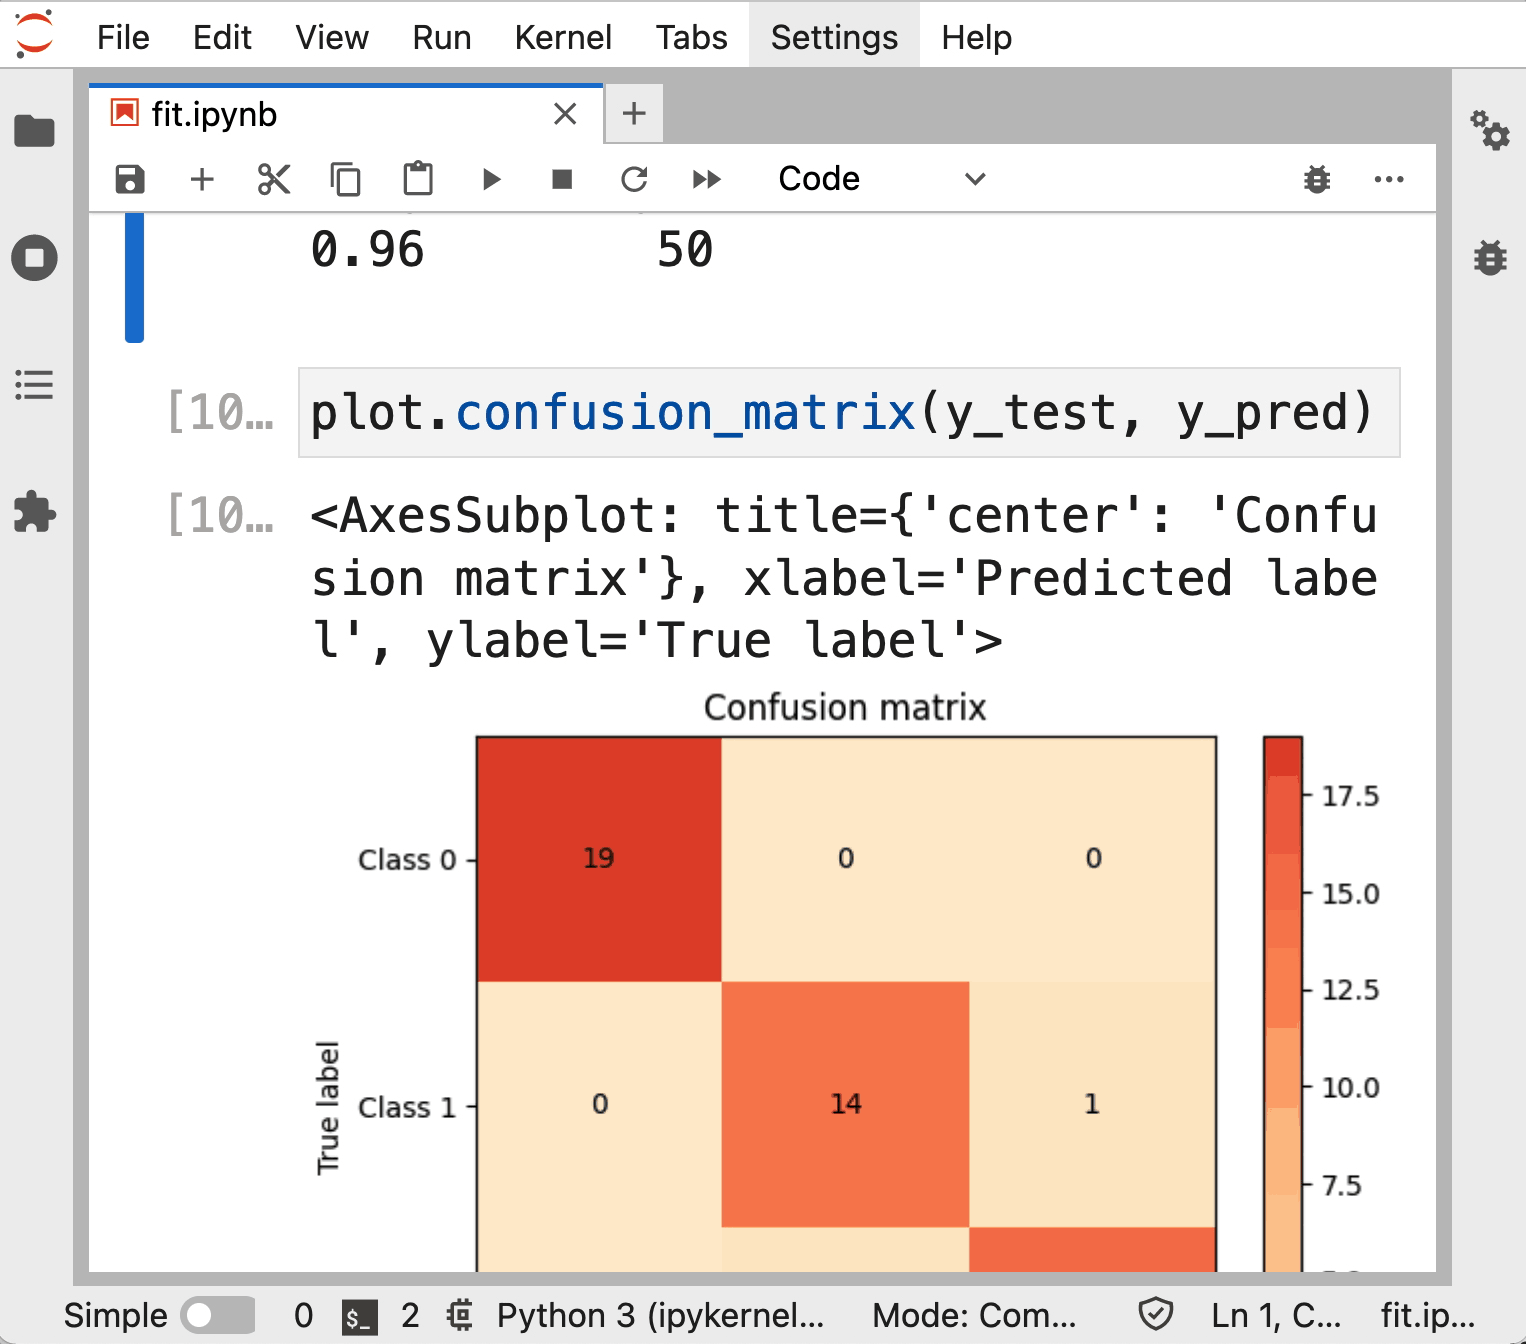 File Edit View Run Kernel Tabs Settings Help
fit.ipynb
Code
0.96 50
[10…
plot.confusion_matrix(y_test, y_pred)
[10…
<AxesSubplot: title={'center': 'Confu
sion matrix'}, xlabel='Predicted labe
l', ylabel='True label'>
Confusion matrix
17.5
Class 0 19 0 0
15.0
12.5
True label
10.0
Class 1 0 14 1
7.5
Simple 0 $_ 2 Python 3 (ipykernel... Mode: Com... Ln 1, C... fit.ip...